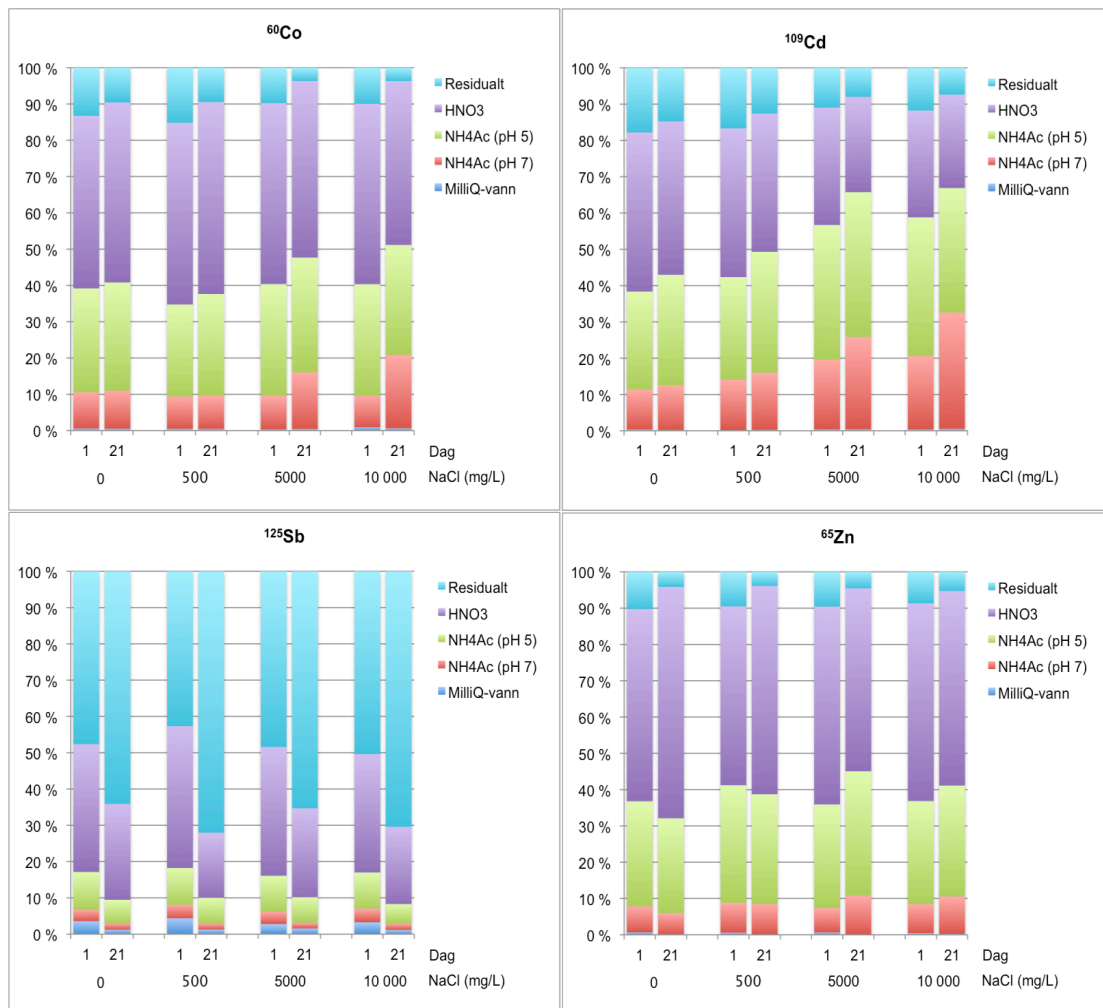 ⁶⁰Co
100 %
90 %
80 %
70 %
60 %
50 %
40 %
30 %
20 %
10 %
0 %
Residualt
HNO3
NH4Ac (pH 5)
NH4Ac (pH 7)
MilliQ-vann
1 21 1 21 1 21 1 21 Dag
0 500 5000 10 000 NaCl (mg/L)
¹⁰⁹Cd
100 %
90 %
80 %
70 %
60 %
50 %
40 %
30 %
20 %
10 %
0 %
Residualt
HNO3
NH4Ac (pH 5)
NH4Ac (pH 7)
MilliQ-vann
1 21 1 21 1 21 1 21 Dag
0 500 5000 10 000 NaCl (mg/L)
¹²⁵Sb
100 %
90 %
80 %
70 %
60 %
50 %
40 %
30 %
20 %
10 %
0 %
Residualt
HNO3
NH4Ac (pH 5)
NH4Ac (pH 7)
MilliQ-vann
1 21 1 21 1 21 1 21 Dag
0 500 5000 10 000 NaCl (mg/L)
⁶⁵Zn
100 %
90 %
80 %
70 %
60 %
50 %
40 %
30 %
20 %
10 %
0 %
Residualt
HNO3
NH4Ac (pH 5)
NH4Ac (pH 7)
MilliQ-vann
1 21 1 21 1 21 1 21 Dag
0 500 5000 10 000 NaCl (mg/L)